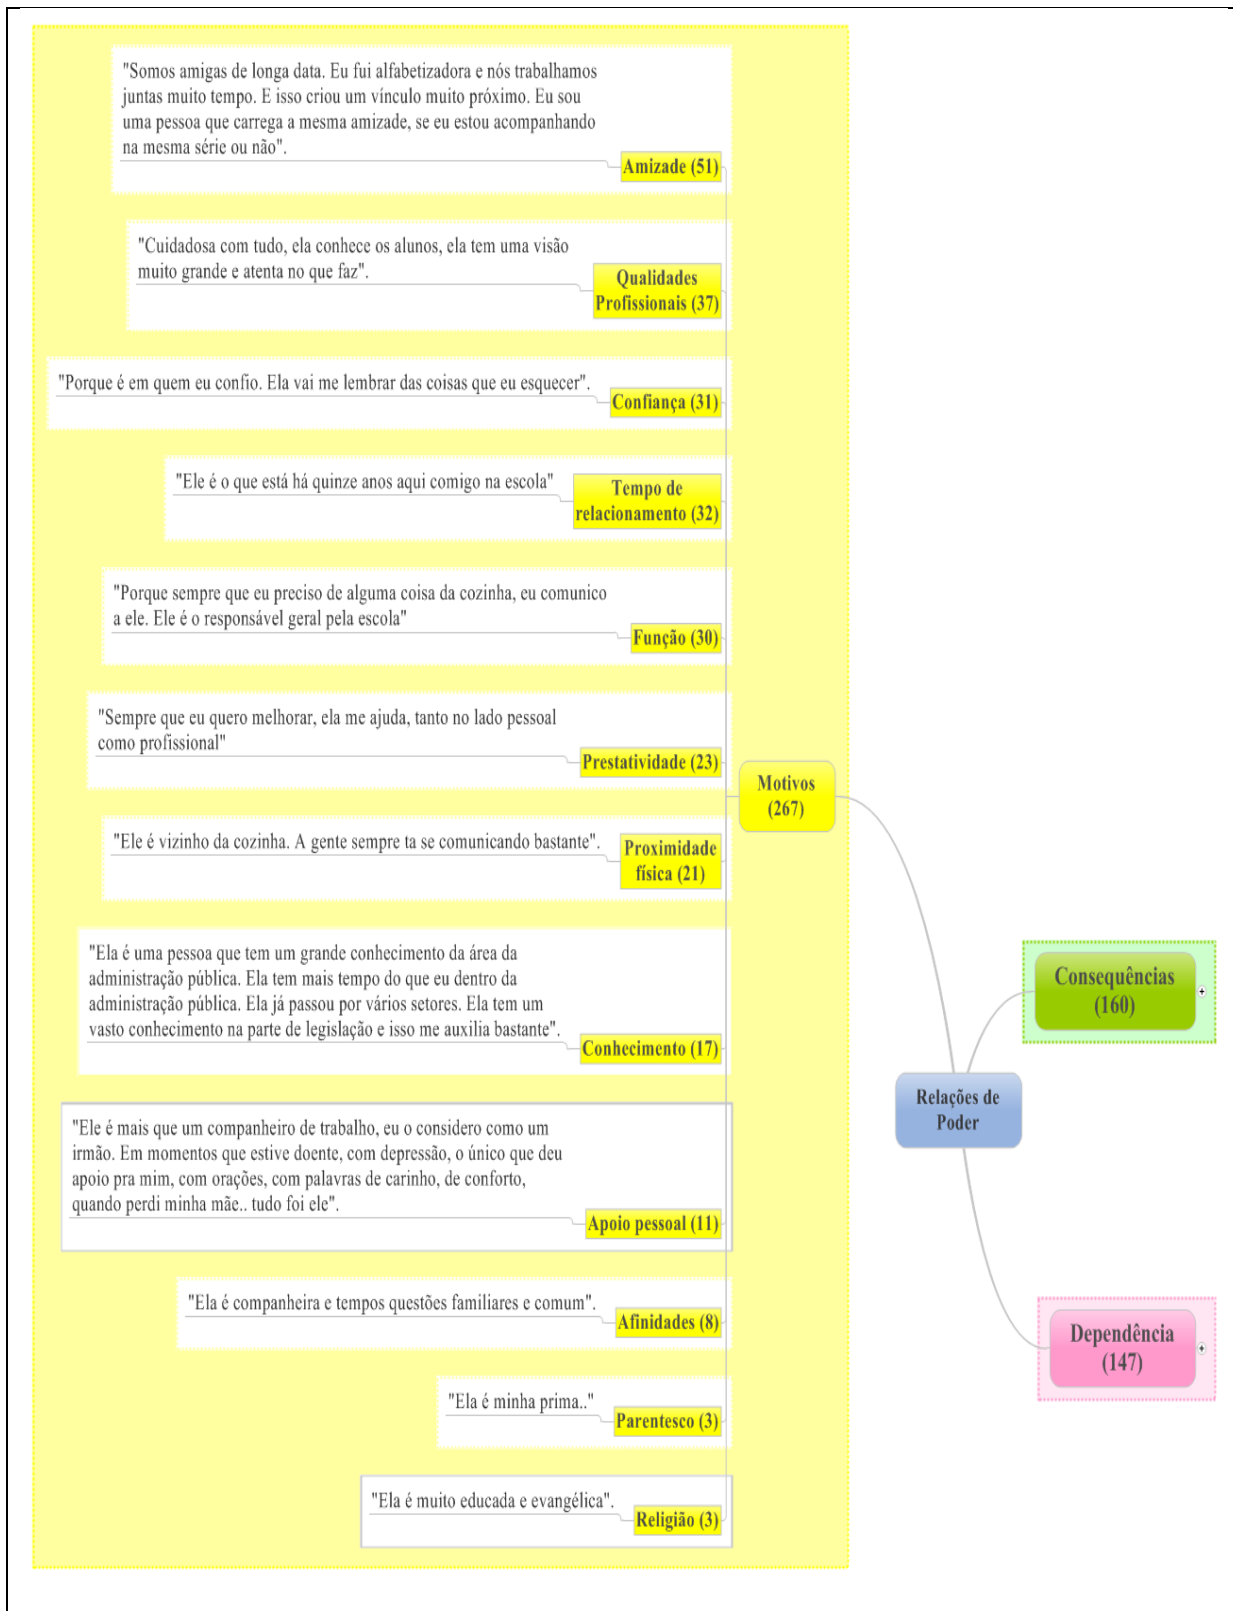 "Somos amigas de longa data. Eu fui alfabetizadora e nós trabalhamos
juntas muito tempo. E isso criou um vínculo muito próximo. Eu sou
uma pessoa que carrega a mesma amizade, se eu estou acompanhando
na mesma série ou não".
Amizade (51)
"Cuidadosa com tudo, ela conhece os alunos, ela tem uma visão
muito grande e atenta no que faz".
Qualidades
Profissionais (37)
"Porque é em quem eu confio. Ela vai me lembrar das coisas que eu esquecer".
Confiança (31)
"Ele é o que está há quinze anos aqui comigo na escola"
Tempo de
relacionamento (32)
"Porque sempre que eu preciso de alguma coisa da cozinha, eu comunico
a ele. Ele é o responsável geral pela escola"
Função (30)
"Sempre que eu quero melhorar, ela me ajuda, tanto no lado pessoal
como profissional"
Prestatividade (23)
"Ele é vizinho da cozinha. A gente sempre ta se comunicando bastante".
Proximidade
física (21)
"Ela é uma pessoa que tem um grande conhecimento da área da
administração pública. Ela tem mais tempo do que eu dentro da
administração pública. Ela já passou por vários setores. Ela tem um
vasto conhecimento na parte de legislação e isso me auxilia bastante".
Conhecimento (17)
"Ele é mais que um companheiro de trabalho, eu o considero como um
irmão. Em momentos que estive doente, com depressão, o único que deu
apoio pra mim, com orações, com palavras de carinho, de conforto,
quando perdi minha mãe.. tudo foi ele".
Apoio pessoal (11)
"Ela é companheira e tempos questões familiares e comum".
Afinidades (8)
"Ela é minha prima.."
Parentesco (3)
"Ela é muito educada e evangélica".
Religião (3)
Motivos
(267)
Consequências
(160)
Relações de
Poder
Dependência
(147)